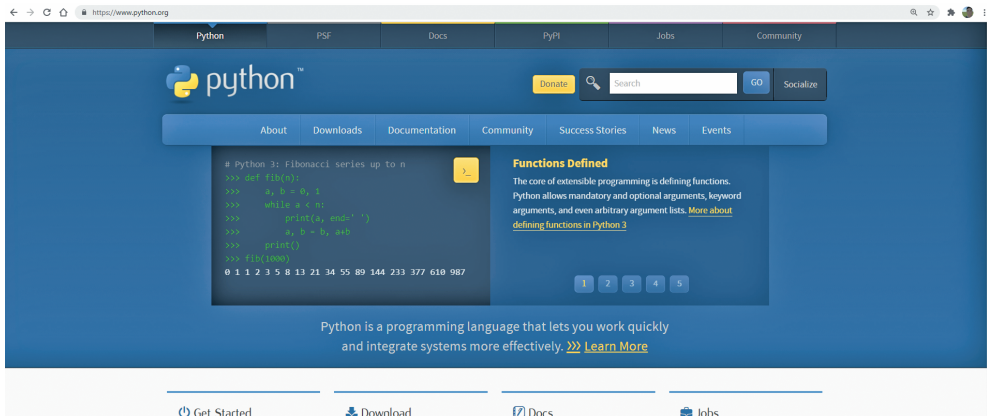 https://www.python.org
Python PSF Docs PyPI Jobs Community
python™
Donate Search GO Socialize
About Downloads Documentation Community Success Stories News Events
# Python 3: Fibonacci series up to n
>>> def fib(n):
>>> a, b = 0, 1
>>> while a < n:
>>> print(a, end=' ')
>>> a, b = b, a+b
>>> print()
>>> fib(1000)
0 1 1 2 3 5 8 13 21 34 55 89 144 233 377 610 987
>_
Functions Defined
The core of extensible programming is defining functions.
Python allows mandatory and optional arguments, keyword
arguments, and even arbitrary argument lists. More about
defining functions in Python 3
1 2 3 4 5
Python is a programming language that lets you work quickly
and integrate systems more effectively. >>> Learn More
Get Started Download Docs Jobs